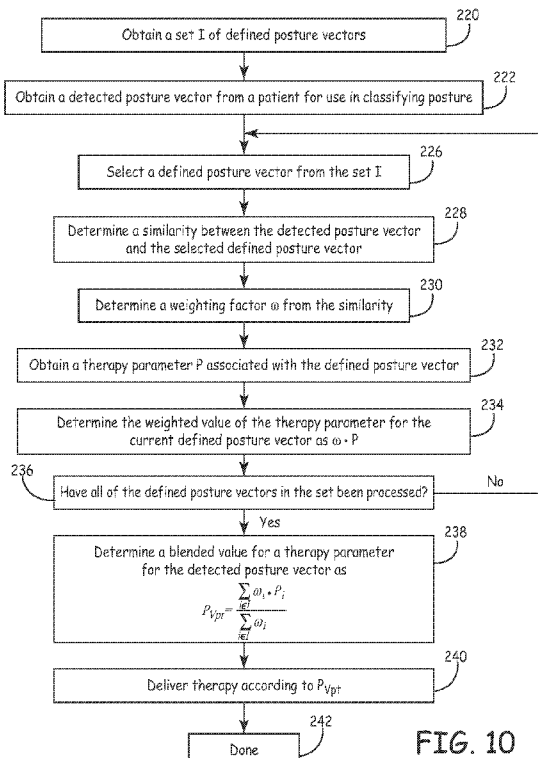 220
Obtain a set I of defined posture vectors
222
Obtain a detected posture vector from a patient for use in classifying posture
226
Select a defined posture vector from the set I
228
Determine a similarity between the detected posture vector
and the selected defined posture vector
230
Determine a weighting factor ω from the similarity
232
Obtain a therapy parameter P associated with the defined posture vector
234
Determine the weighted value of the therapy parameter for the
current defined posture vector as ω • P
236
Have all of the defined posture vectors in the set been processed?
No
Yes
238
Determine a blended value for a therapy parameter
for the detected posture vector as
∑ ω_i • P_i
i∈I
P_Vpt =
∑ ω_i
i∈I
240
Deliver therapy according to P_Vpt
242
Done
FIG. 10